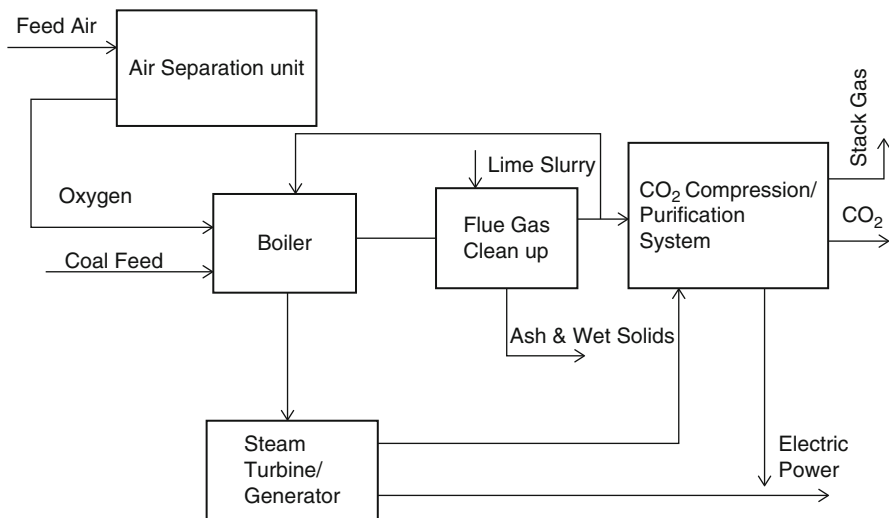 Feed Air
Air Separation unit
Stack Gas
Lime Slurry
CO₂ Compression/
Purification
System
Oxygen
Boiler
Flue Gas
Clean up
CO₂
Coal Feed
Ash & Wet Solids
Steam
Turbine/
Generator
Electric
Power